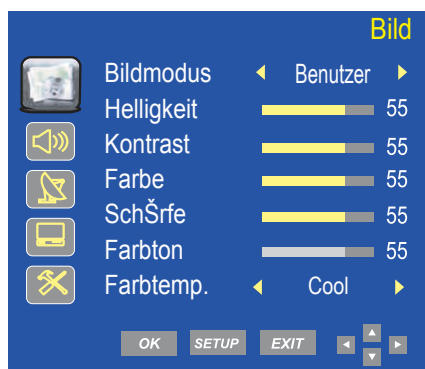 Bild
Bildmodus Benutzer
Helligkeit 55
Kontrast 55
Farbe 55
SchŠrfe 55
Farbton 55
Farbtemp. Cool
OK SETUP EXIT